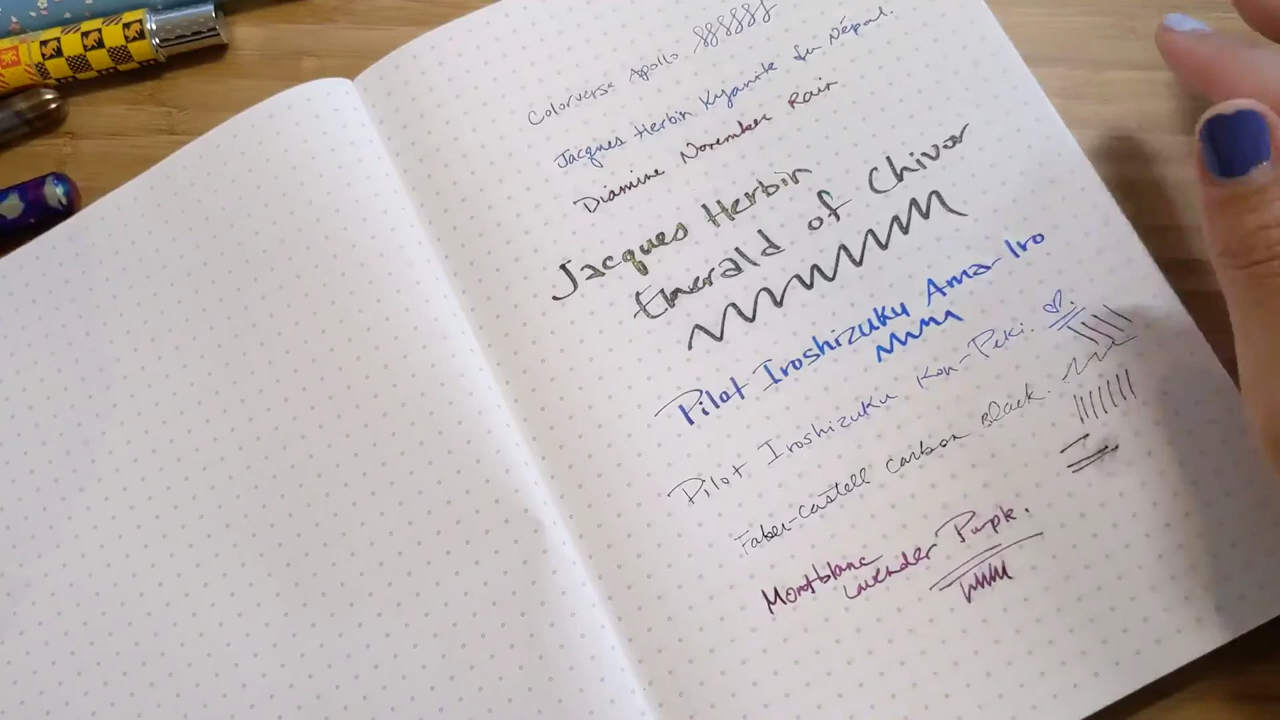 Colorverse Apollo
Jacques Herbin Kyanite du Népal.
Diamine November Rain
Jacques Herbin
Emerald of Chivor
Pilot Iroshizuku Ama-Iro
Pilot Iroshizuku Kon-Peki.
Faber-Castell Carbon Black.
Montblanc
Lavender Purple.